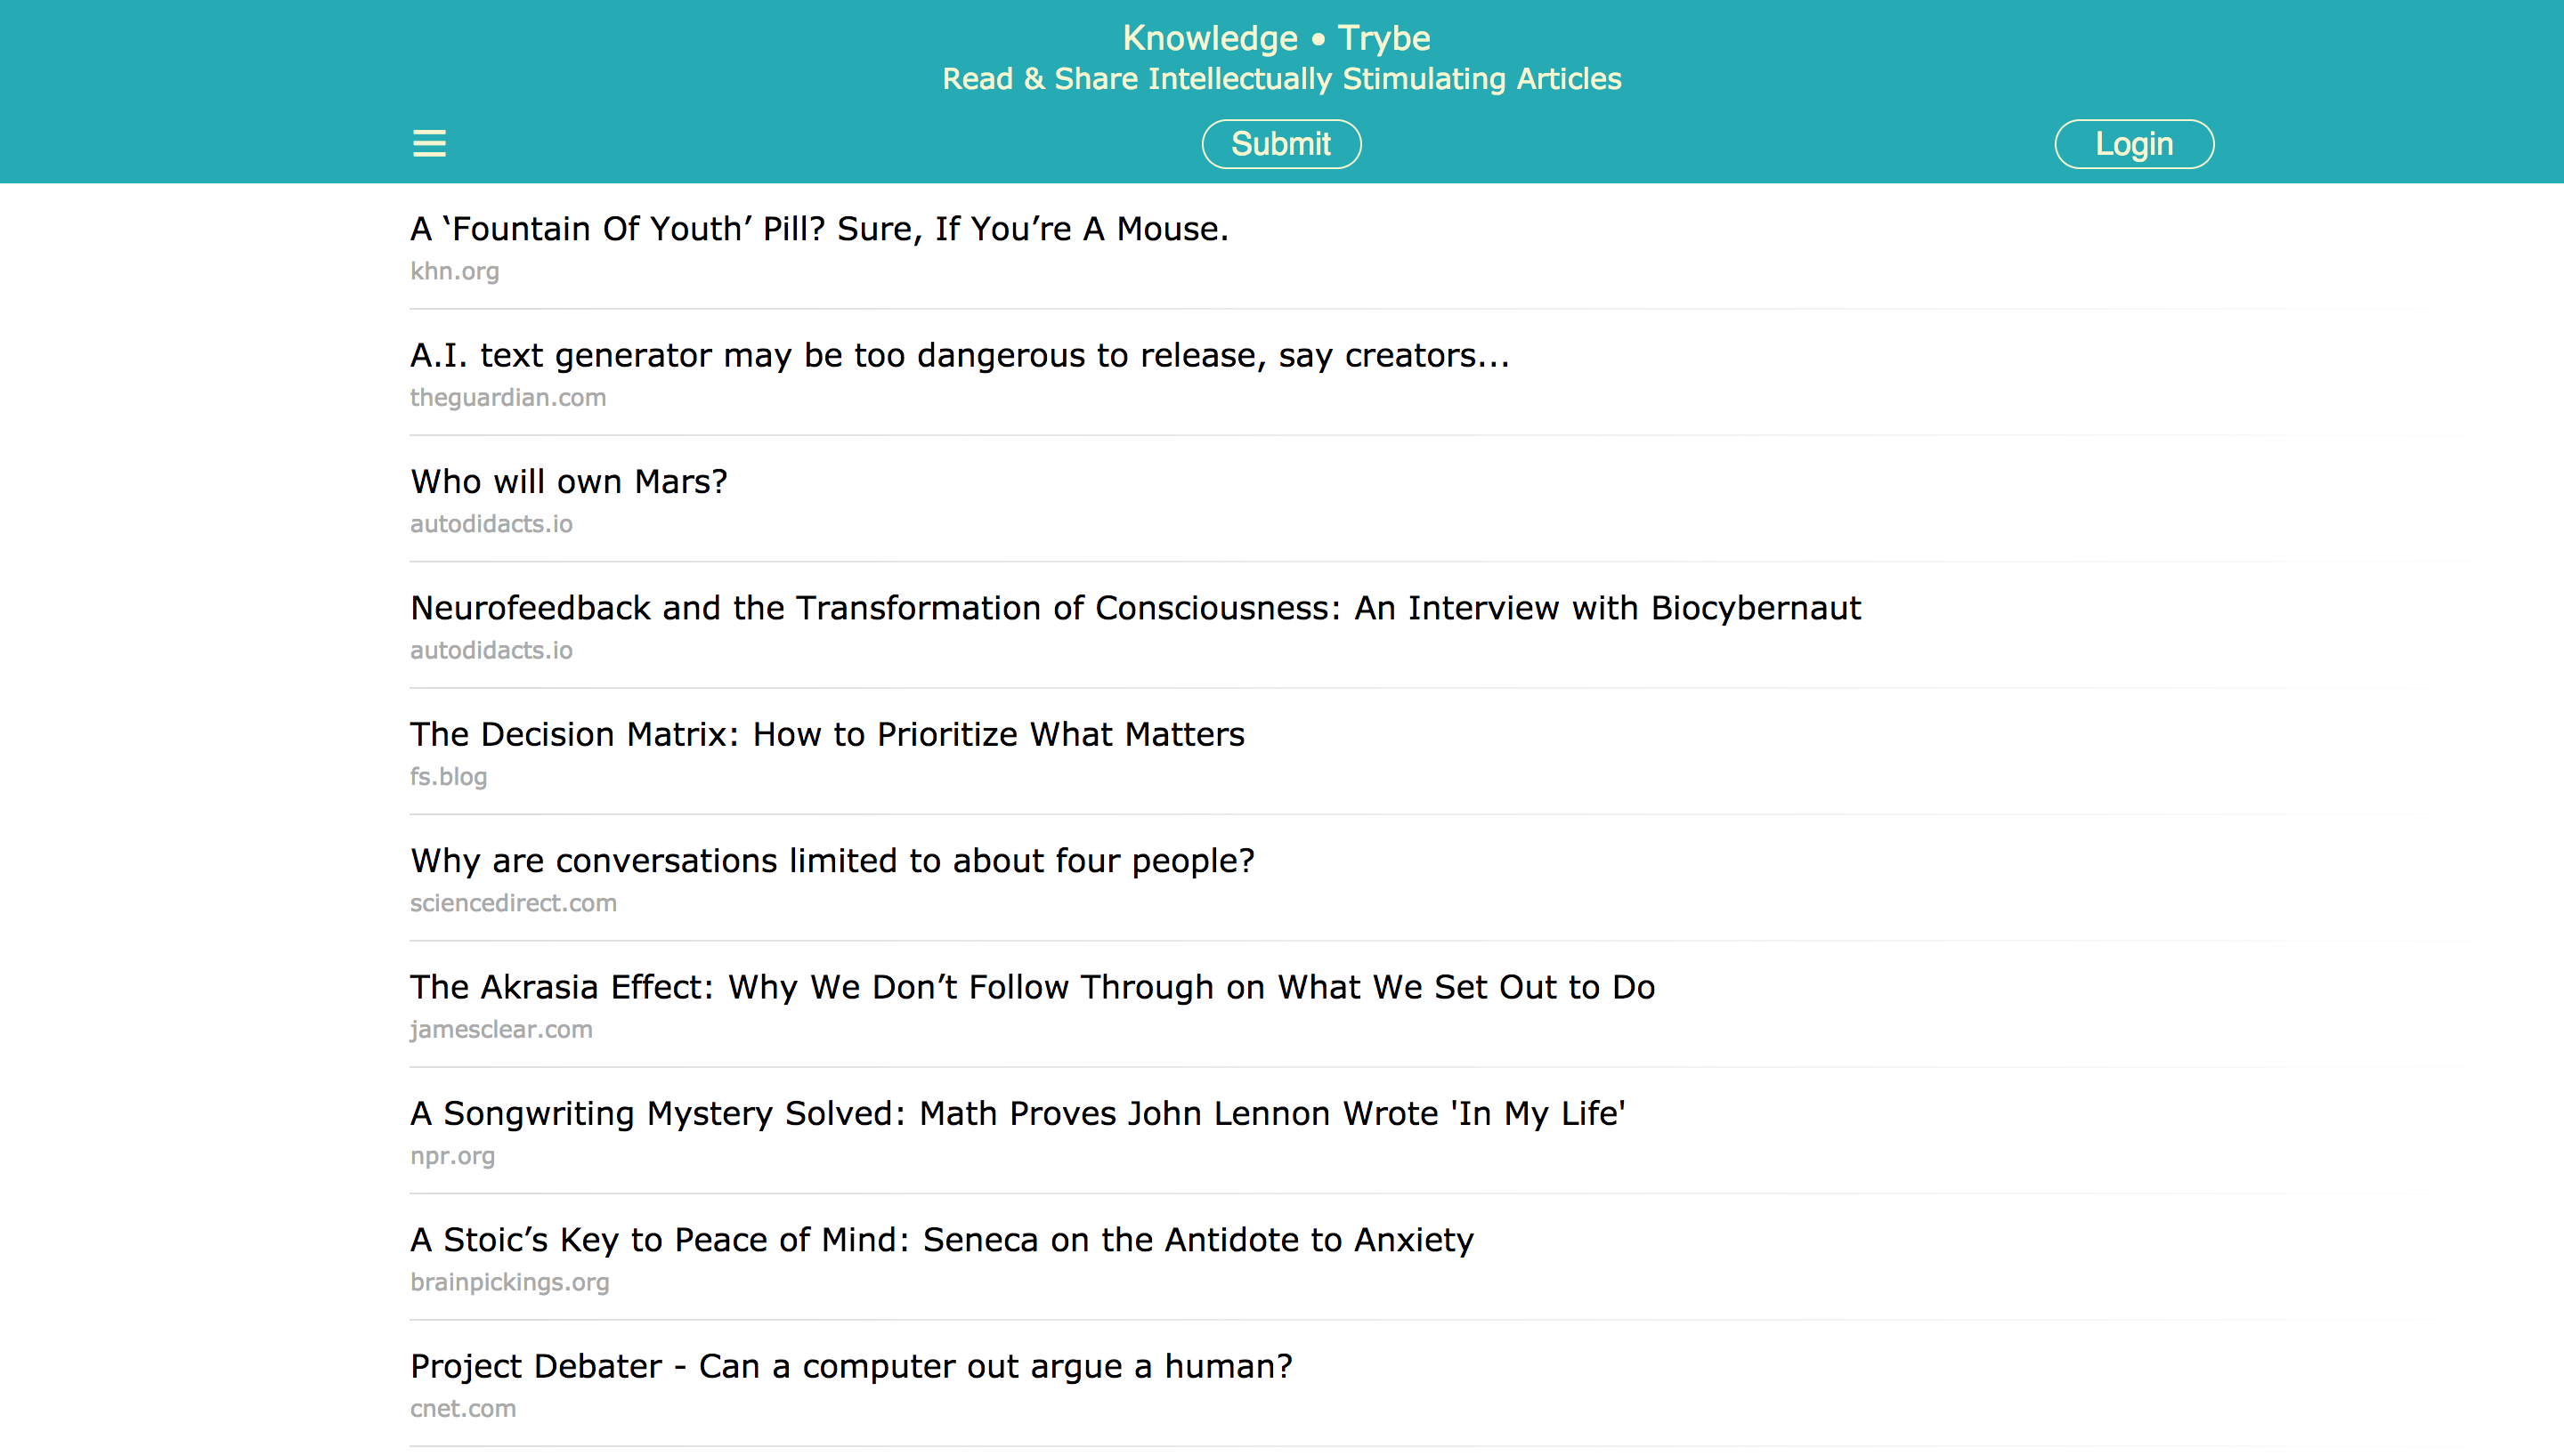 Knowledge • Trybe
Read & Share Intellectually Stimulating Articles
Submit
Login
A ‘Fountain Of Youth’ Pill? Sure, If You’re A Mouse.
khn.org
A.I. text generator may be too dangerous to release, say creators...
theguardian.com
Who will own Mars?
autodidacts.io
Neurofeedback and the Transformation of Consciousness: An Interview with Biocybernaut
autodidacts.io
The Decision Matrix: How to Prioritize What Matters
fs.blog
Why are conversations limited to about four people?
sciencedirect.com
The Akrasia Effect: Why We Don’t Follow Through on What We Set Out to Do
jamesclear.com
A Songwriting Mystery Solved: Math Proves John Lennon Wrote 'In My Life'
npr.org
A Stoic’s Key to Peace of Mind: Seneca on the Antidote to Anxiety
brainpickings.org
Project Debater - Can a computer out argue a human?
cnet.com